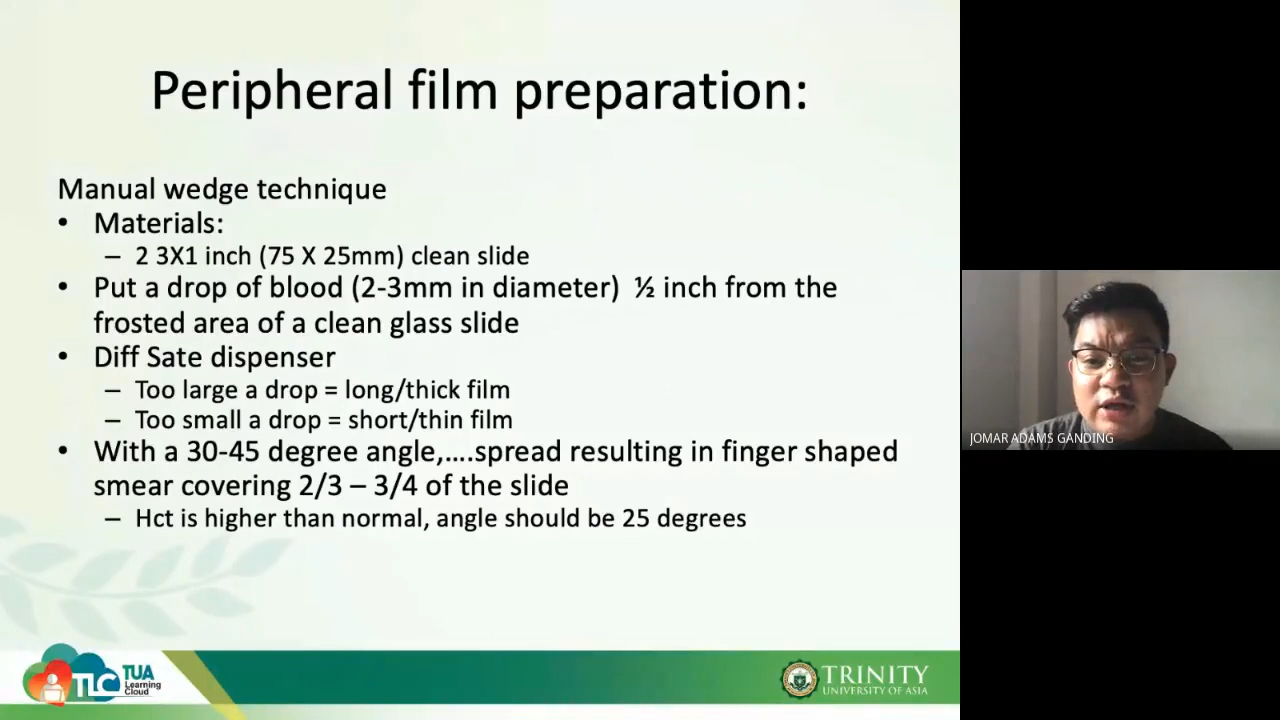 Peripheral film preparation:
Manual wedge technique
• Materials:
– 2 3X1 inch (75 X 25mm) clean slide
• Put a drop of blood (2-3mm in diameter) ½ inch from the
frosted area of a clean glass slide
• Diff Sate dispenser
– Too large a drop = long/thick film
– Too small a drop = short/thin film
• With a 30-45 degree angle,….spread resulting in finger shaped
smear covering 2/3 – 3/4 of the slide
– Hct is higher than normal, angle should be 25 degrees
JOMAR ADAMS GANDING
TLC TUA
Learning
Cloud
TRINITY
UNIVERSITY OF ASIA